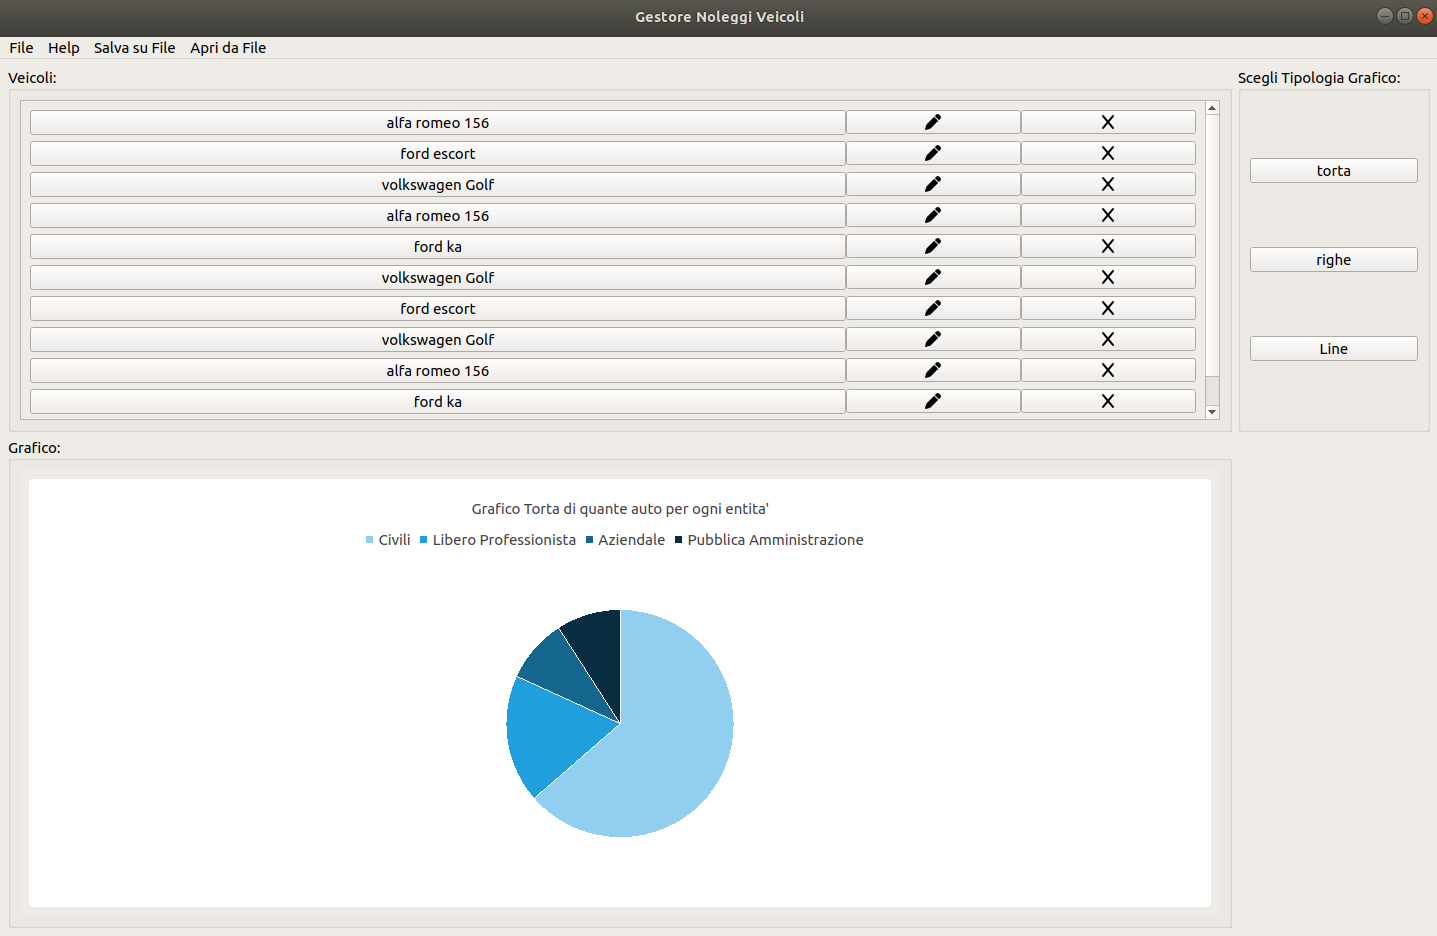 Gestore Noleggi Veicoli
File Help Salva su File Apri da File
Veicoli:
Scegli Tipologia Grafico:
alfa romeo 156
ford escort
volkswagen Golf
alfa romeo 156
ford ka
volkswagen Golf
ford escort
volkswagen Golf
alfa romeo 156
ford ka
torta
righe
Line
Grafico:
Grafico Torta di quante auto per ogni entita'
Civili Libero Professionista Aziendale Pubblica Amministrazione